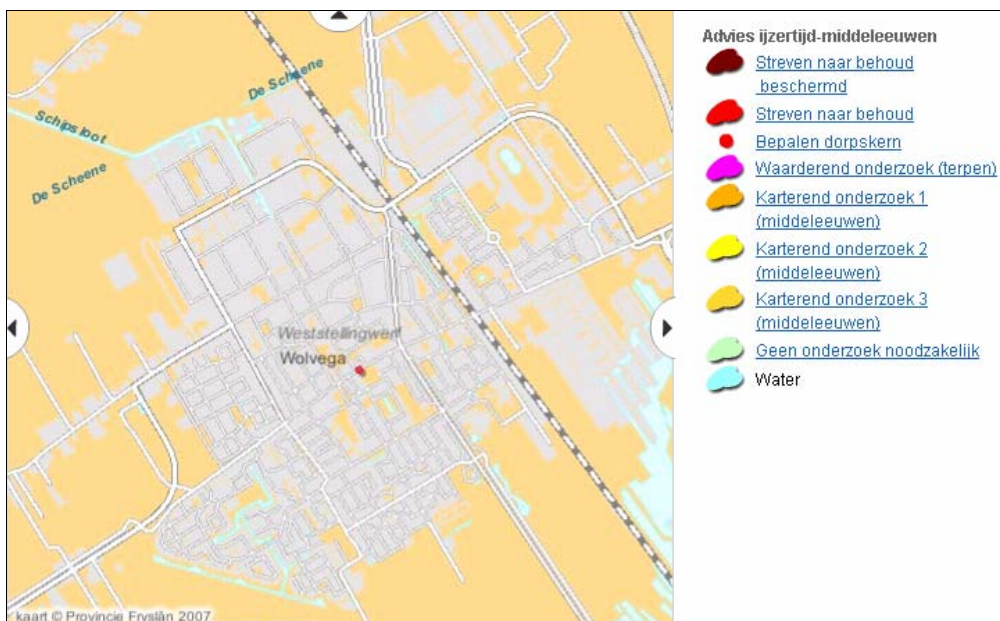 De Scheene
Schipsloot
De Scheene
Weststellingwerf
Wolvega
kaart © Provincie Fryslân 2007
Advies ijzertijd-middeleeuwen
Streven naar behoud
beschermd
Streven naar behoud
Bepalen dorpskern
Waarderend onderzoek (terpen)
Karterend onderzoek 1
(middeleeuwen)
Karterend onderzoek 2
(middeleeuwen)
Karterend onderzoek 3
(middeleeuwen)
Geen onderzoek noodzakelijk
Water